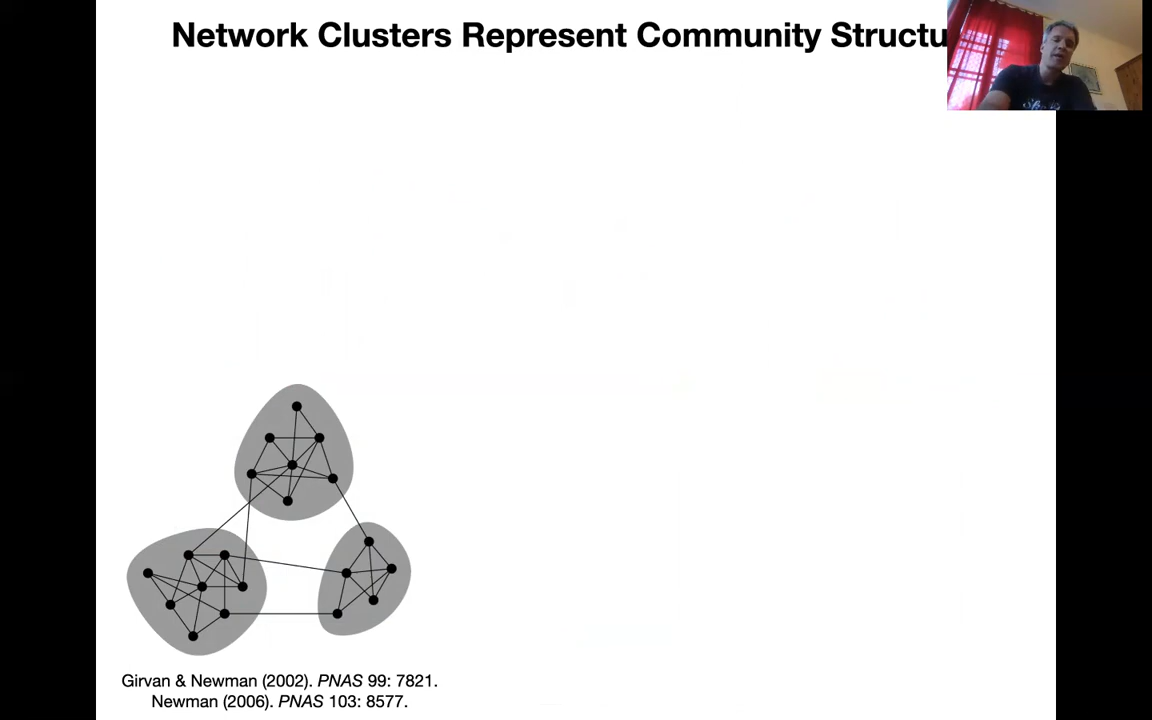 Network Clusters Represent Community Structu
Girvan & Newman (2002). PNAS 99: 7821.
Newman (2006). PNAS 103: 8577.